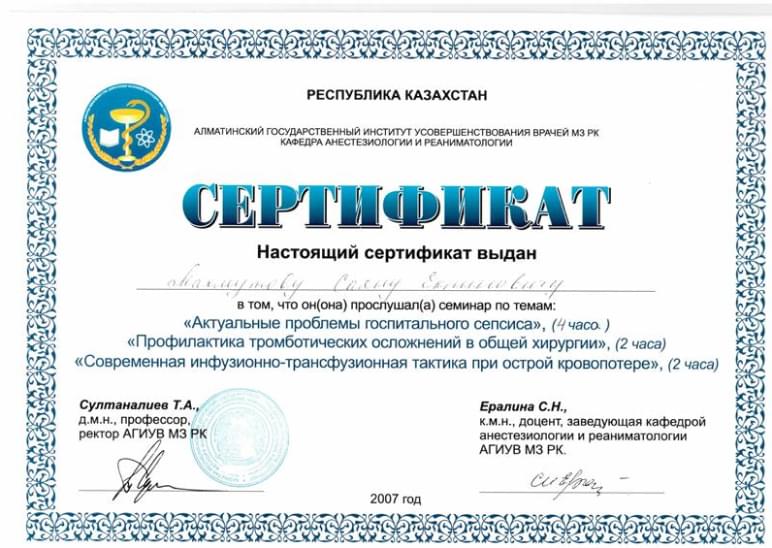 РЕСПУБЛИКА КАЗАХСТАН
АЛМАТИНСКИЙ ГОСУДАРСТВЕННЫЙ ИНСТИТУТ УСОВЕРШЕНСТВОВАНИЯ ВРАЧЕЙ МЗ РК
КАФЕДРА АНЕСТЕЗИОЛОГИИ И РЕАНИМАТОЛОГИИ
СЕРТИФИКАТ
Настоящий сертификат выдан
Махмутову Саяну
в том, что он(она) прослушал(а) семинар по темам:
«Актуальные проблемы госпитального сепсиса», (4 часа )
«Профилактика тромботических осложнений в общей хирургии», (2 часа)
«Современная инфузионно-трансфузионная тактика при острой кровопотере», (2 часа)
Султаналиев Т.А.,
д.м.н., профессор,
ректор АГИУВ МЗ РК
Ералина С.Н.,
к.м.н., доцент, заведующая кафедрой
анестезиологии и реаниматологии
АГИУВ МЗ РК.
2007 год